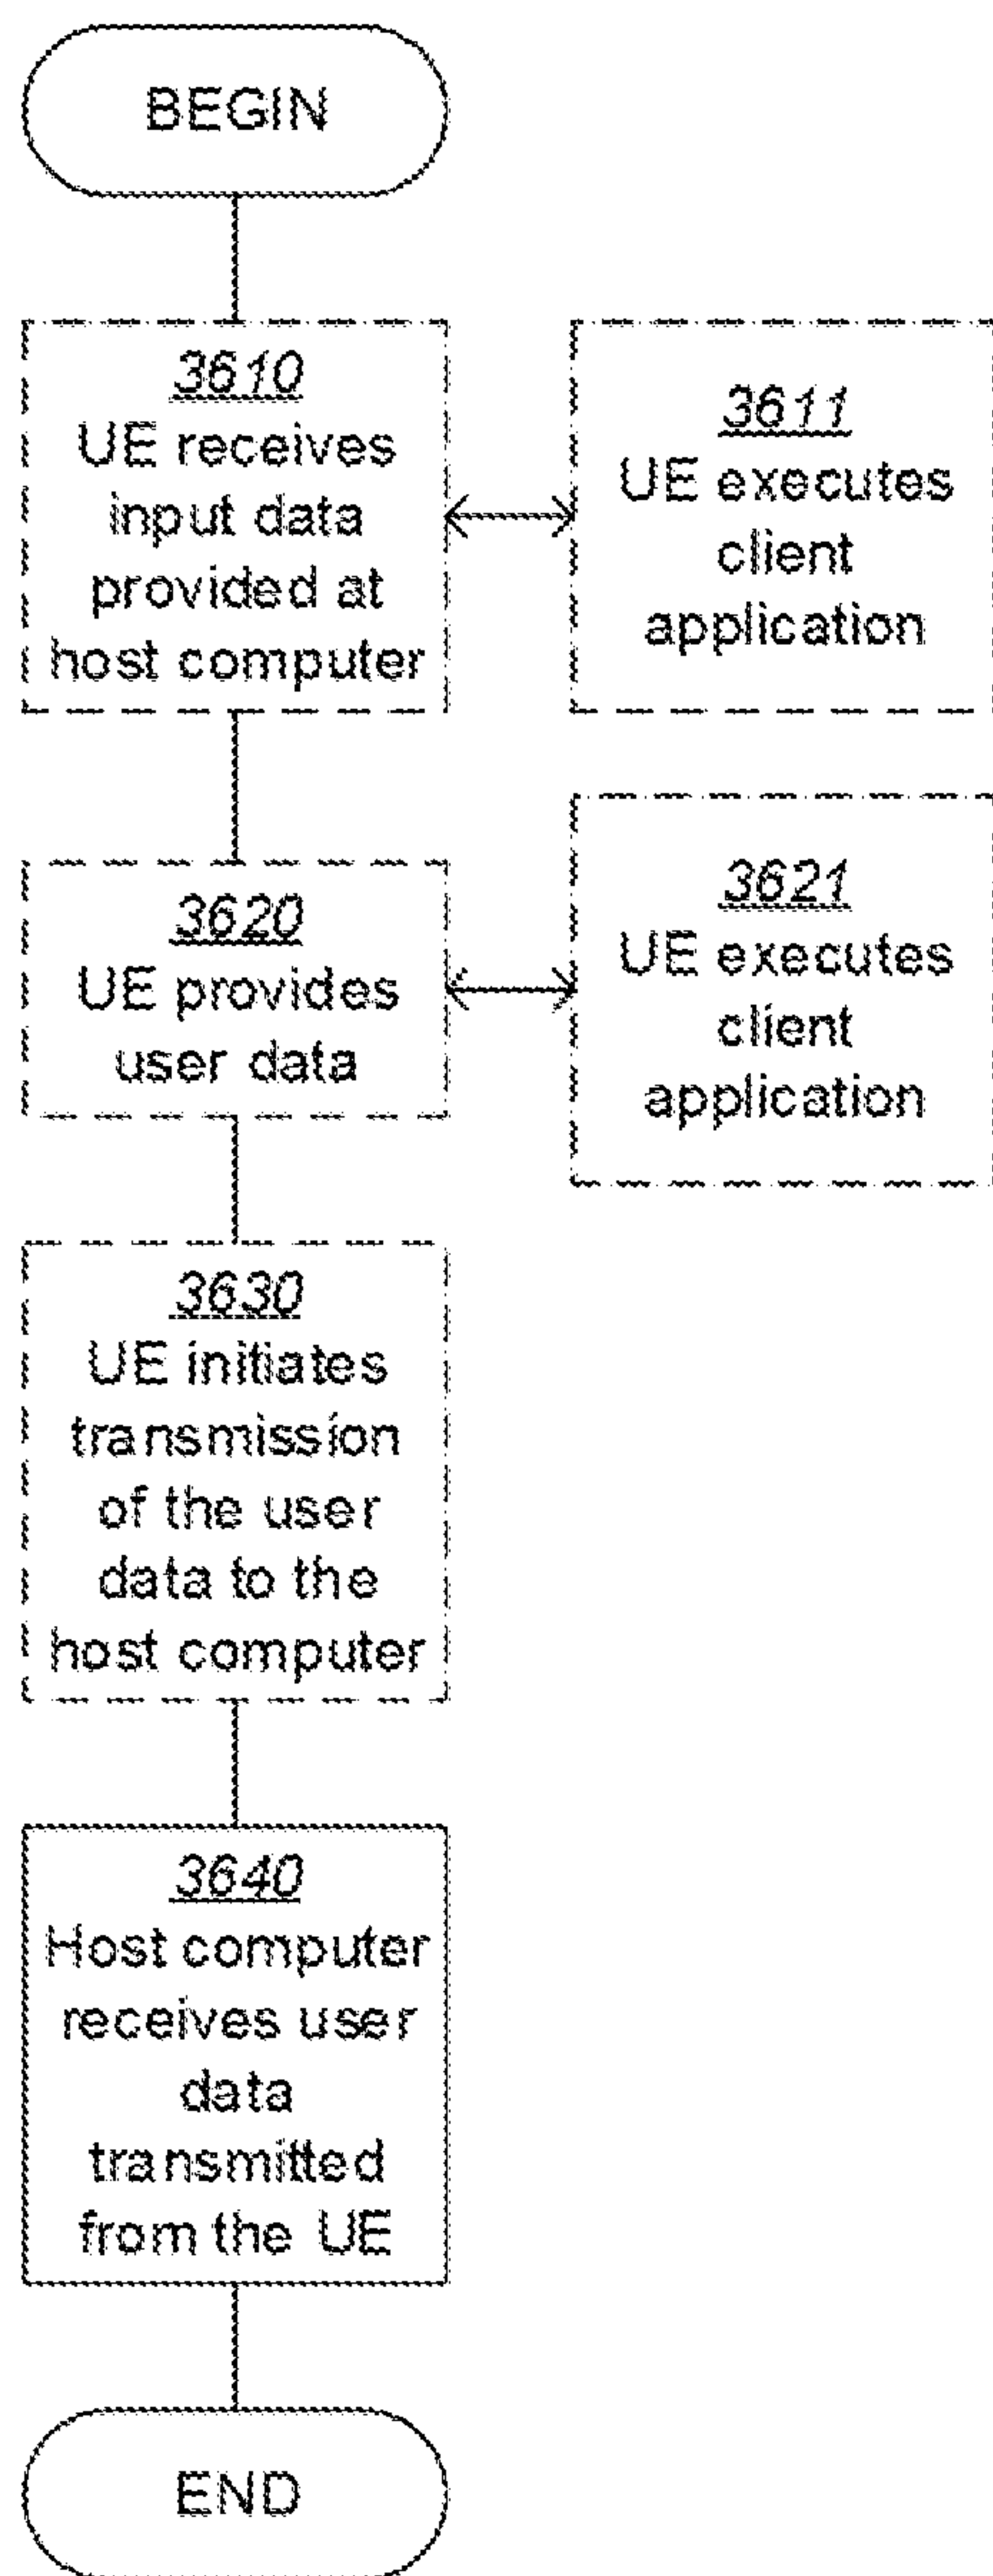 BEGIN
3610
UE receives
input data
provided at
host computer
3611
UE executes
client
application
3620
UE provides
user data
3621
UE executes
client
application
3630
UE initiates
transmission
of the user
data to the
host computer
3640
Host computer
receives user
data
transmitted
from the UE
END